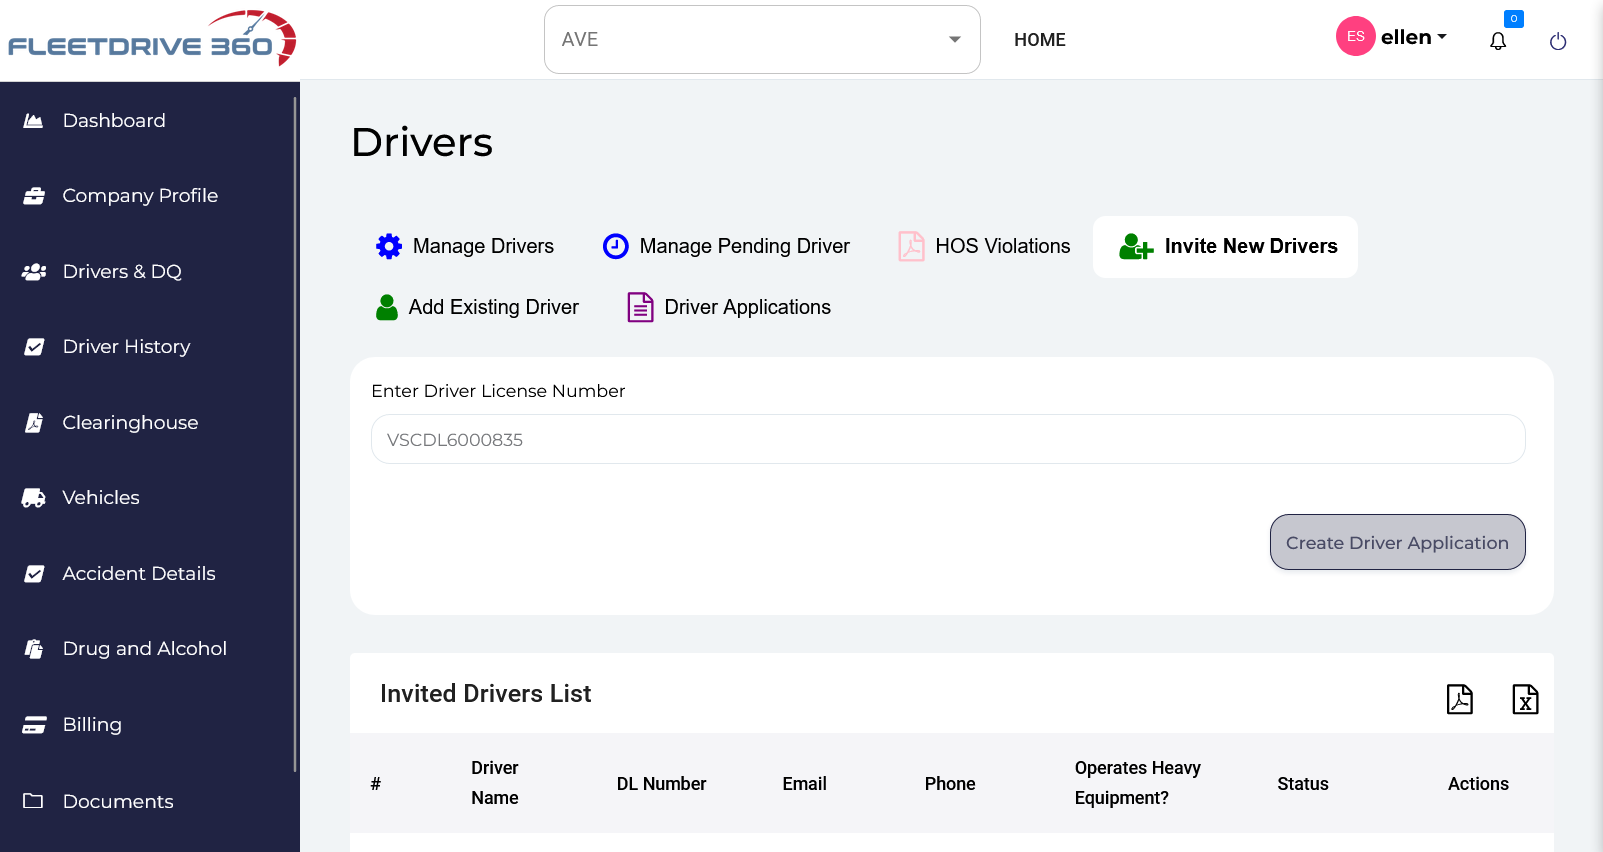 FLEETDRIVE 360
AVE
HOME
ES
ellen
0
Dashboard
Company Profile
Drivers & DQ
Driver History
Clearinghouse
Vehicles
Accident Details
Drug and Alcohol
Billing
Documents
Drivers
Manage Drivers
Manage Pending Driver
HOS Violations
Invite New Drivers
Add Existing Driver
Driver Applications
Enter Driver License Number
VSCDL6000835
Create Driver Application
Invited Drivers List
#
Driver
Name
DL Number
Email
Phone
Operates Heavy
Equipment?
Status
Actions